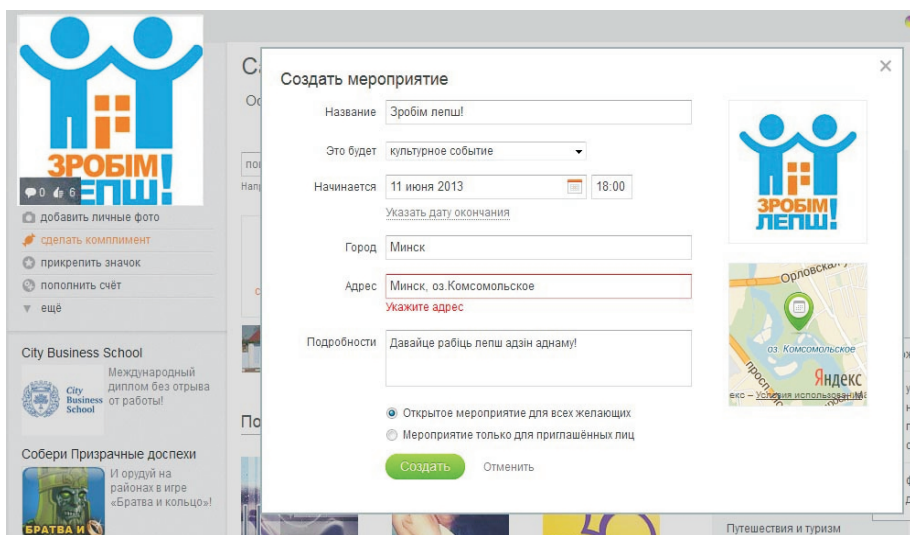 ЗРОБІМ
ЛЕПШ!
0 6
добавить личные фото
сделать комплимент
прикрепить значок
пополнить счёт
ещё
City Business School
City
Business
School
Международный
диплом без отрыва
от работы!
Собери Призрачные доспехи
И орудуй на
районах в игре
«Братва и кольцо»!
БРАТВА И
Создать мероприятие
Название Зробім лепш!
Это будет культурное событие
Начинается 11 июня 2013 18:00
Указать дату окончания
Город Минск
Адрес Минск, оз.Комсомольское
Укажите адрес
Подробности Давайце рабіць лепш адзін аднаму!
Открытое мероприятие для всех желающих
Мероприятие только для приглашённых лиц
Создать Отменить
ЗРОБІМ
ЛЕПШ!
Орловская
оз. Комсомольское
просп
Яндекс
Условия использования
Путешествия и туризм